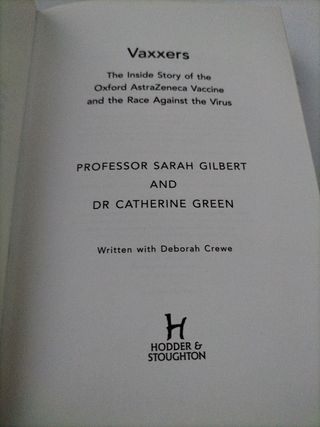 Vaxxers
The Inside Story of the
Oxford AstraZeneca Vaccine
and the Race Against the Virus
PROFESSOR SARAH GILBERT
AND
DR CATHERINE GREEN
Written with Deborah Crewe
H
HODDER &
STOUGHTON